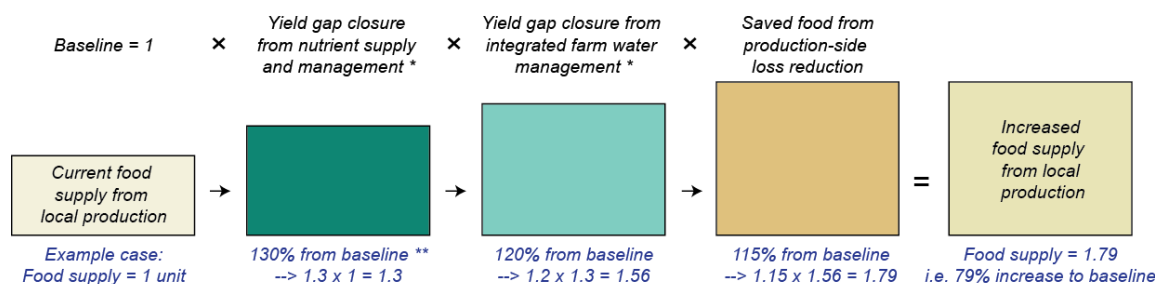 Baseline = 1
×
Yield gap closure
from nutrient supply
and management *
×
Yield gap closure from
integrated farm water
management *
×
Saved food from
production-side
loss reduction
Current food
supply from
local production
=
Increased
food supply
from local
production
Example case:
Food supply = 1 unit
130% from baseline **
--> 1.3 x 1 = 1.3
120% from baseline
--> 1.2 x 1.3 = 1.56
115% from baseline
--> 1.15 x 1.56 = 1.79
Food supply = 1.79
i.e. 79% increase to baseline